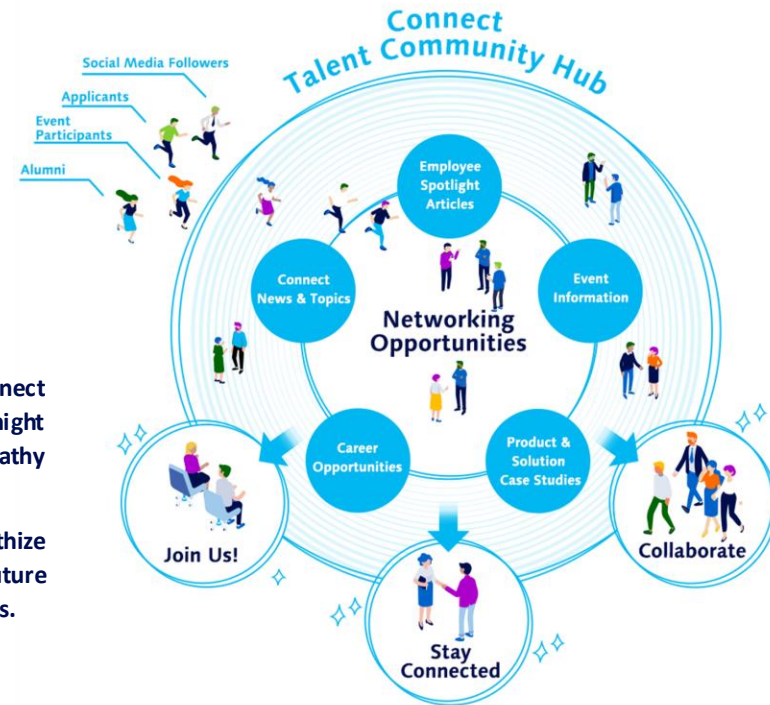 Connect
Talent Community Hub
Social Media Followers
Applicants
Event
Participants
Alumni
Employee
Spotlight
Articles
Connect
News & Topics
Event
Information
Networking
Opportunities
Career
Opportunities
Product &
Solution
Case Studies
Join Us!
Collaborate
Stay
Connected
s.